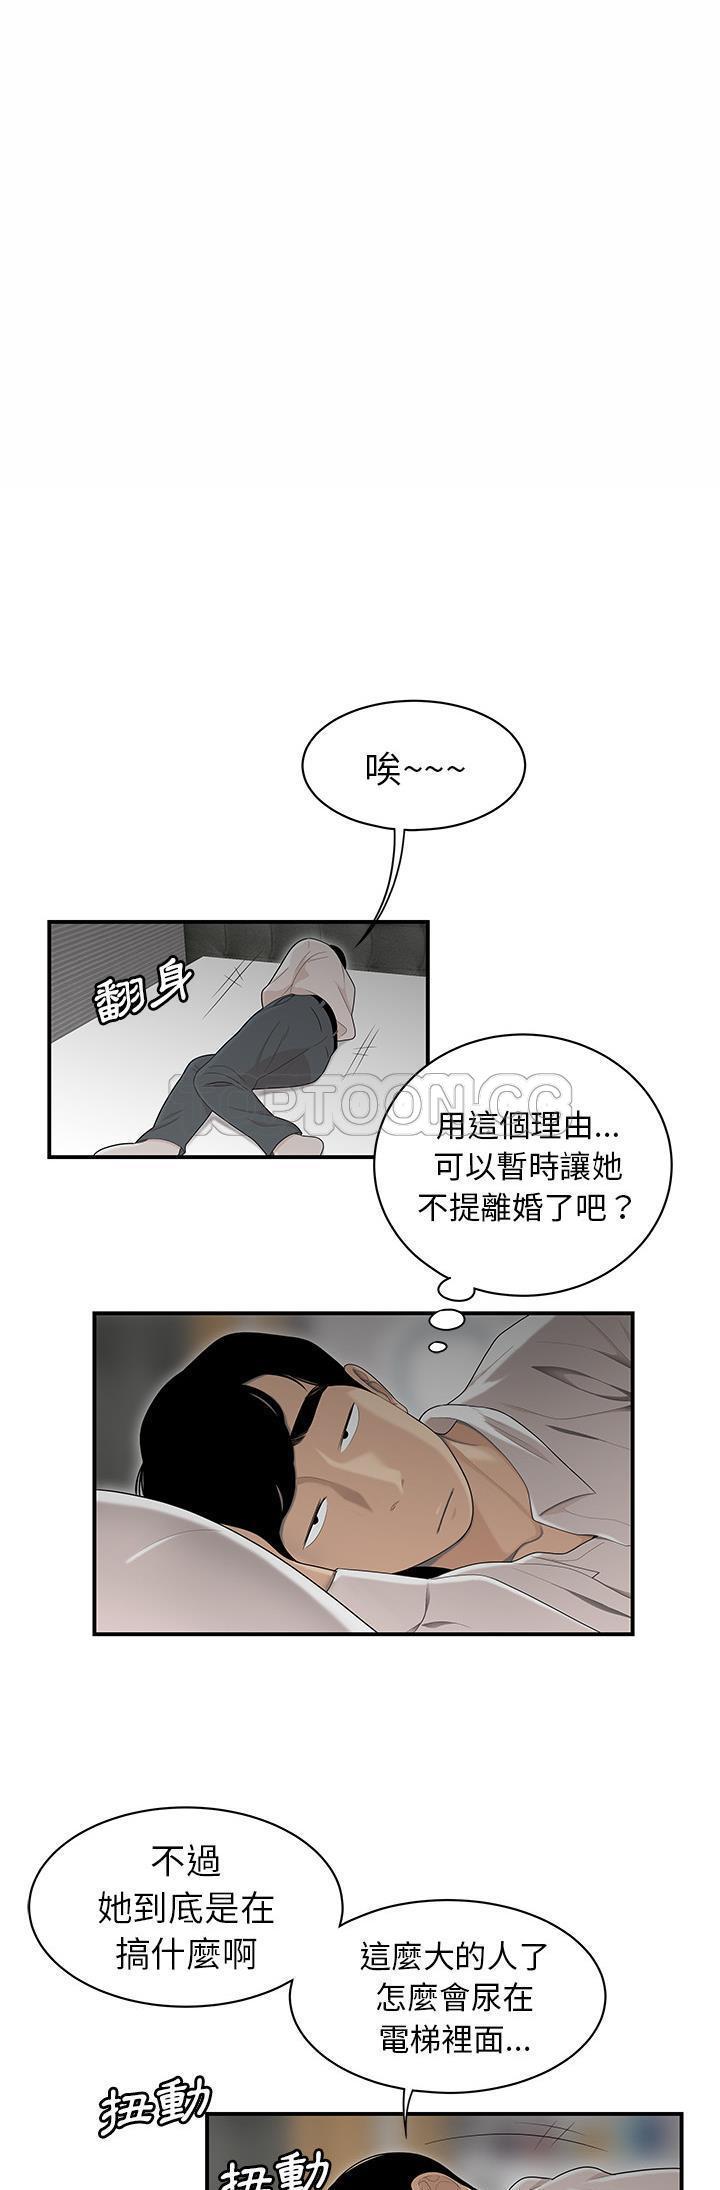 唉~~~
翻身
TOPTOON.CC
用這個理由...
可以暫時讓她
不提離婚了吧？
不過
她到底是在
搞什麼啊
這麼大的人了
怎麼會尿在
電梯裡面...
扭動
扭動